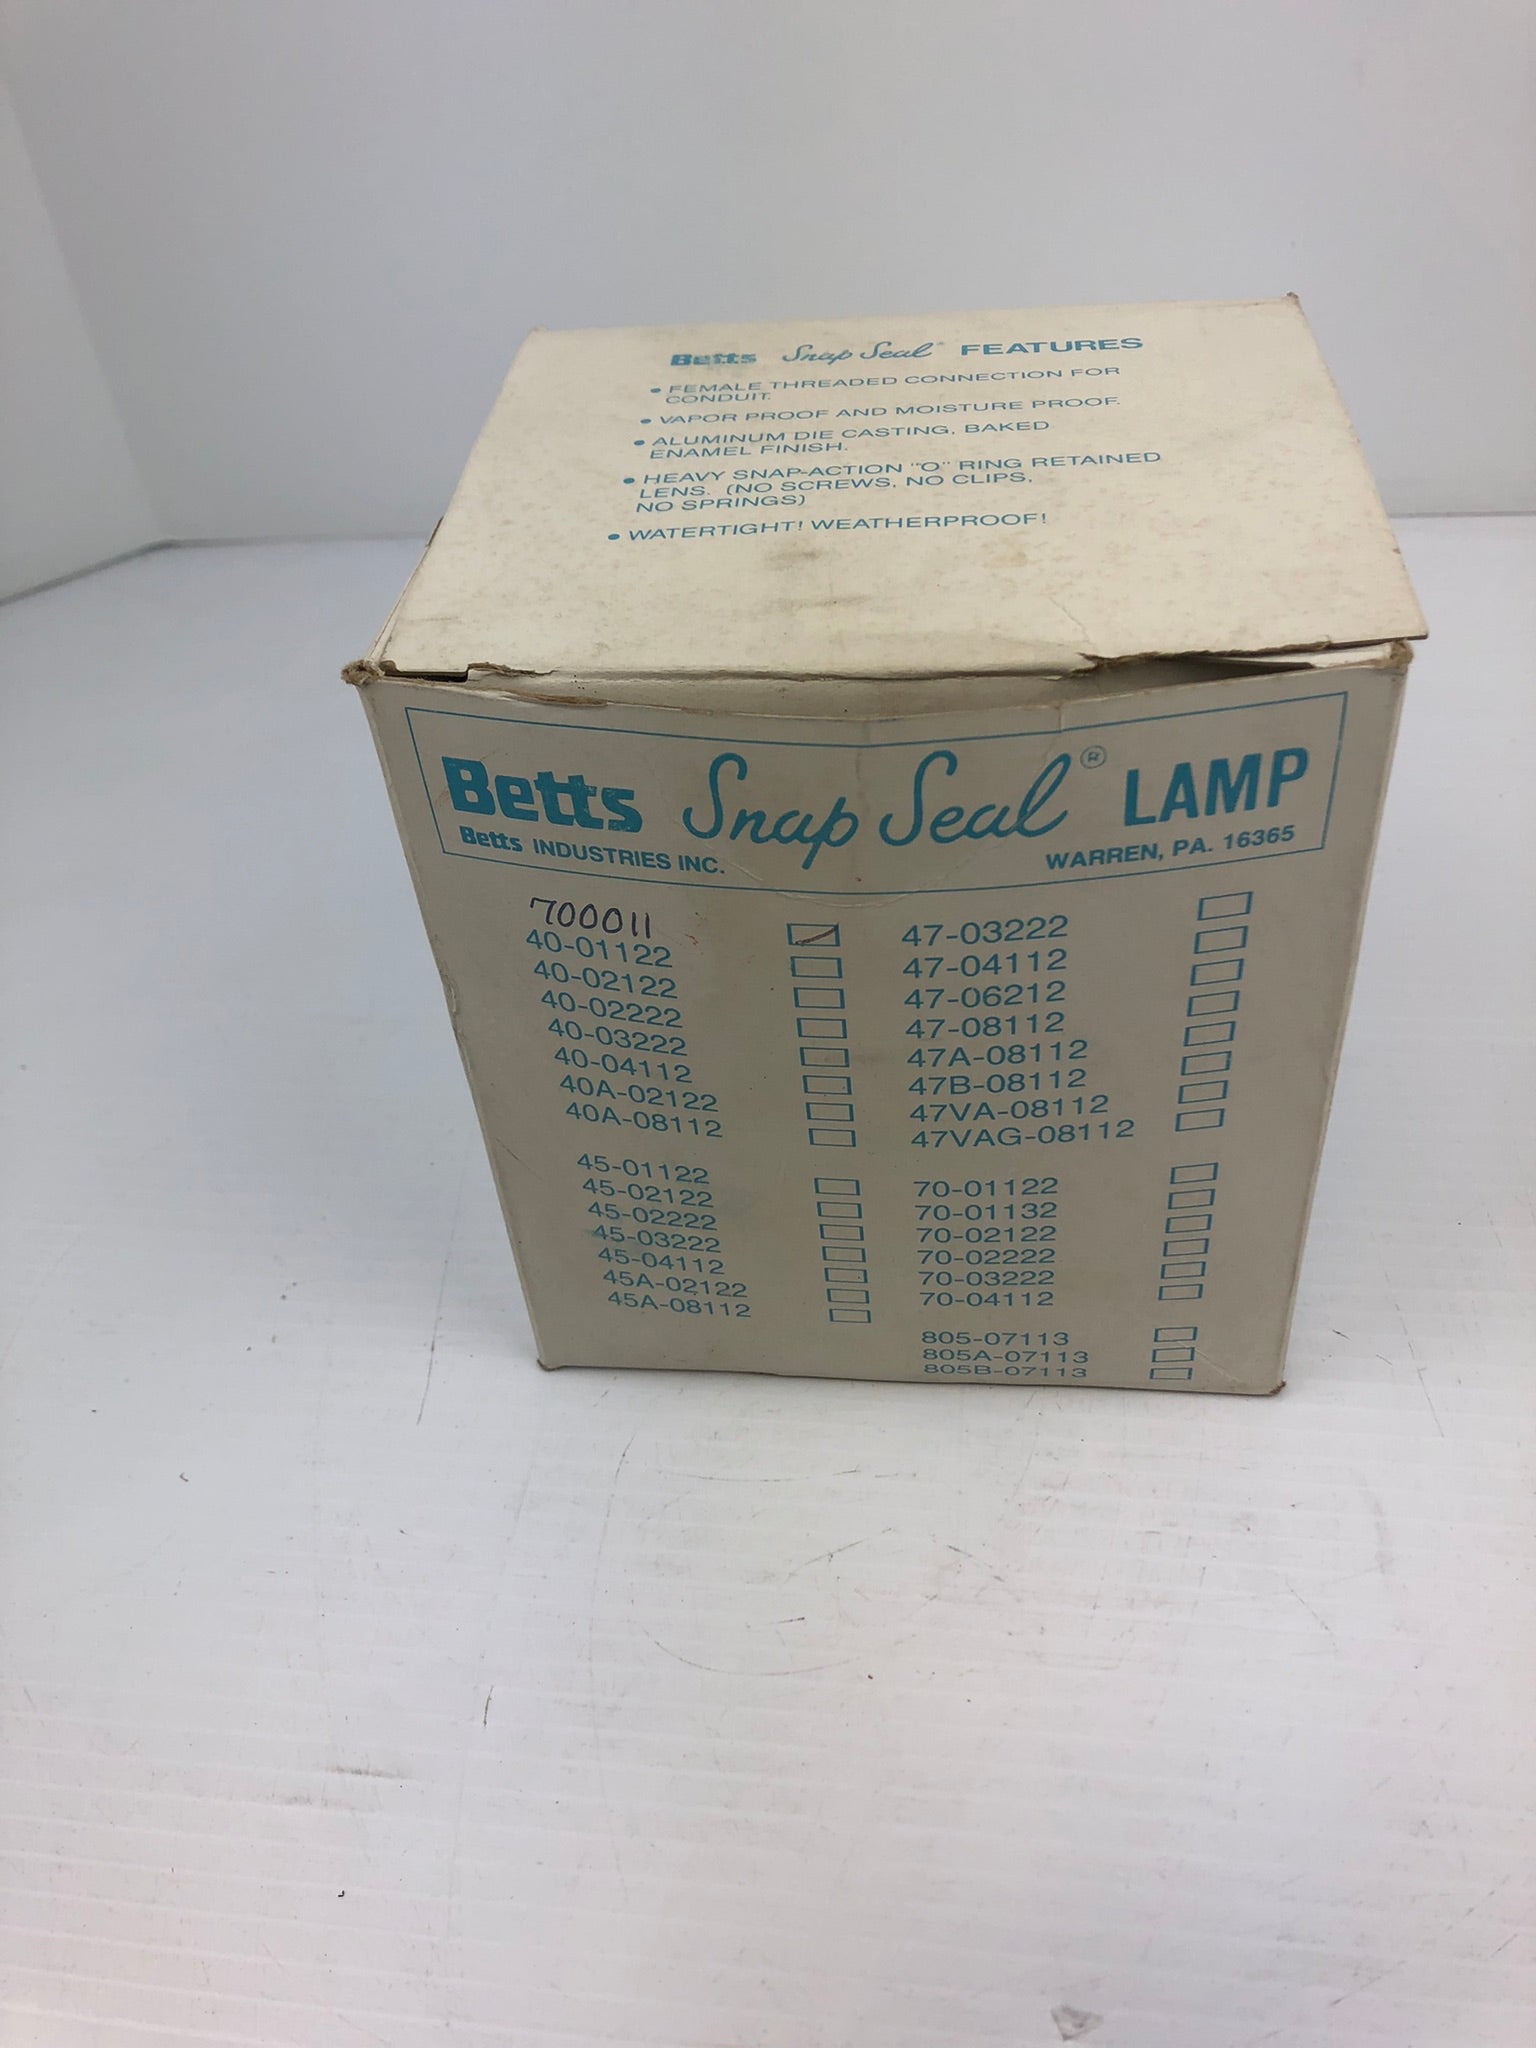 Betts Snap Seal FEATURES
• FEMALE THREADED CONNECTION FOR
CONDUIT.
• VAPOR PROOF AND MOISTURE PROOF.
• ALUMINUM DIE CASTING, BAKED
ENAMEL FINISH.
• HEAVY SNAP-ACTION "O" RING RETAINED
LENS. (NO SCREWS, NO CLIPS,
NO SPRINGS)
• WATERTIGHT! WEATHERPROOF!
Betts Snap Seal® LAMP
Betts INDUSTRIES INC. WARREN, PA. 16365
700011
40-01122
40-02122
40-02222
40-03222
40-04112
40A-02122
40A-08112
45-01122
45-02122
45-02222
45-03222
45-04112
45A-02122
45A-08112
47-03222
47-04112
47-06212
47-08112
47A-08112
47B-08112
47VA-08112
47VAG-08112
70-01122
70-01132
70-02122
70-02222
70-03222
70-04112
805-07113
805A-07113
805B-07113